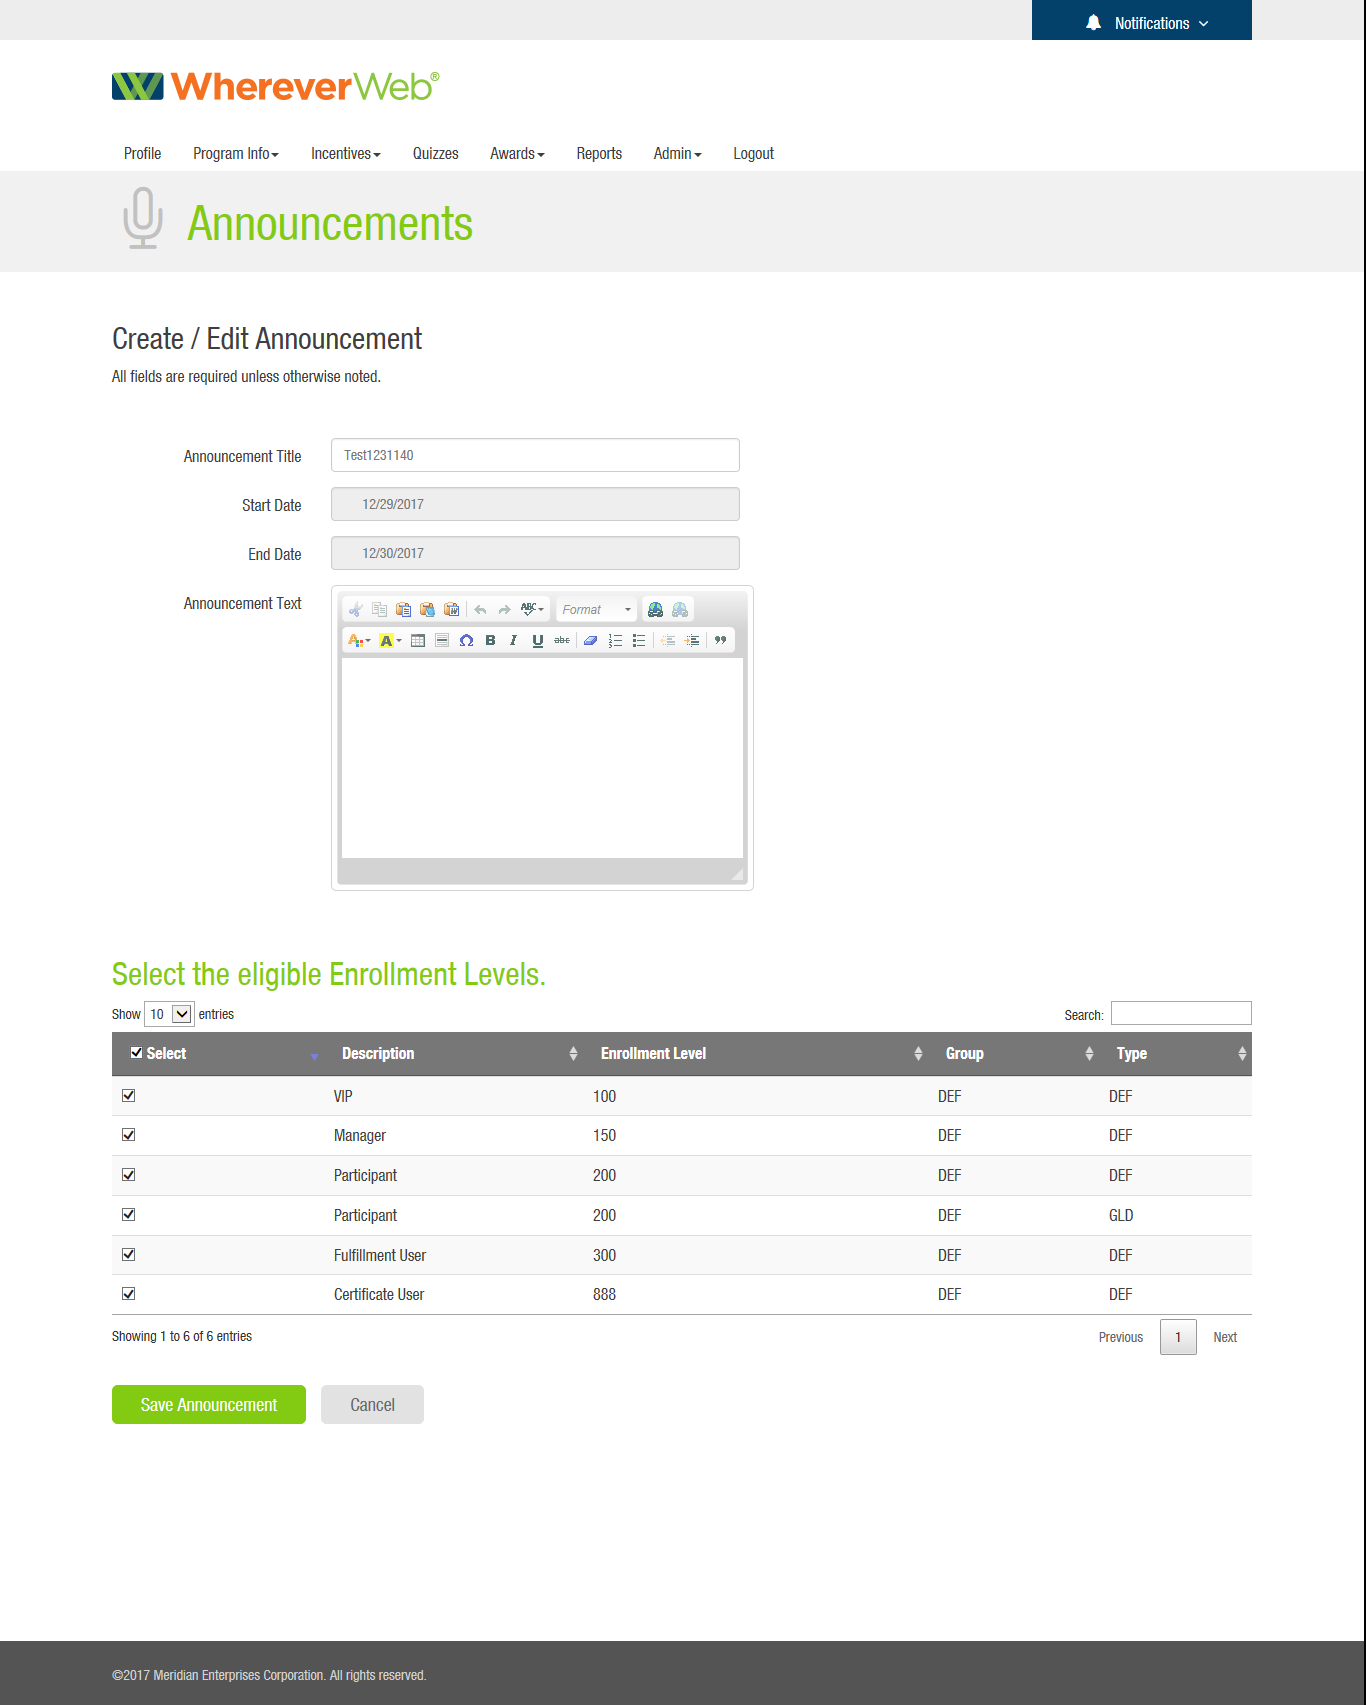 Notifications
WhereverWeb®
Profile Program Info Incentives Quizzes Awards Reports Admin Logout
Announcements
Create / Edit Announcement
All fields are required unless otherwise noted.
Announcement Title Test1231140
Start Date 12/29/2017
End Date 12/30/2017
Announcement Text
ABC Format
A A Ω B I U abc
Select the eligible Enrollment Levels.
Show 10 entries Search:
Select Description Enrollment Level Group Type
VIP 100 DEF DEF
Manager 150 DEF DEF
Participant 200 DEF DEF
Participant 200 DEF GLD
Fulfillment User 300 DEF DEF
Certificate User 888 DEF DEF
Showing 1 to 6 of 6 entries Previous 1 Next
Save Announcement Cancel
©2017 Meridian Enterprises Corporation. All rights reserved.